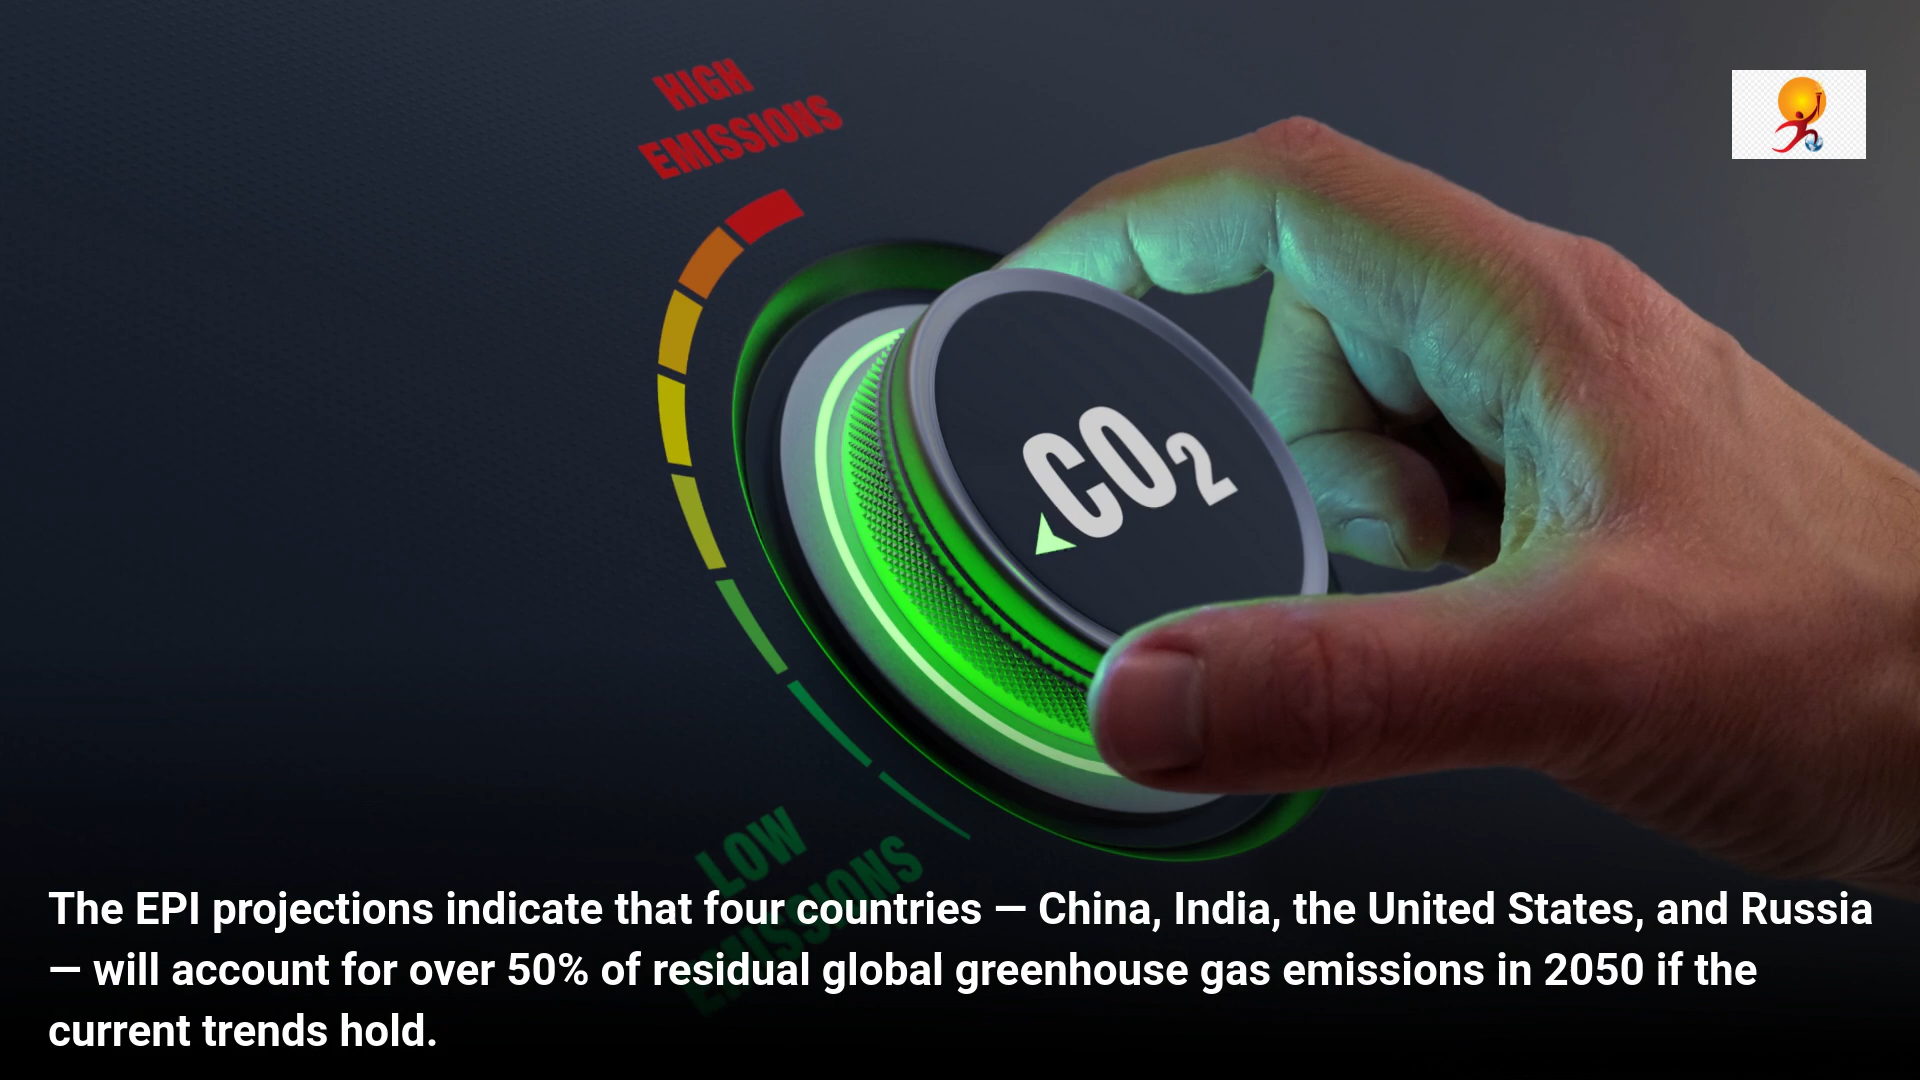 HIGH
EMISSIONS
CO₂
LOW
EMISSIONS
The EPI projections indicate that four countries — China, India, the United States, and Russia
— will account for over 50% of residual global greenhouse gas emissions in 2050 if the
current trends hold.